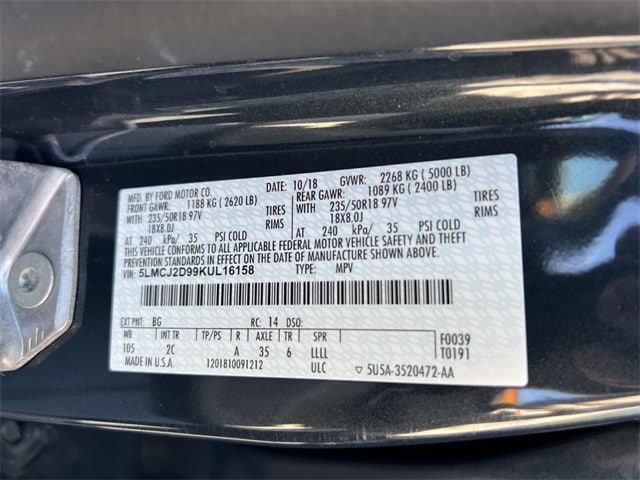 MFD. BY FORD MOTOR CO. DATE: 10/18 GVWR: 2268 KG ( 5000 LB)
FRONT GAWR: 1188 KG ( 2620 LB) REAR GAWR: 1089 KG ( 2400 LB)
WITH 235/50R18 97V TIRES WITH 235/50R18 97V TIRES
18X8.0J RIMS 18X8.0J RIMS
AT 240 kPa/ 35 PSI COLD AT 240 kPa/ 35 PSI COLD
THIS VEHICLE CONFORMS TO ALL APPLICABLE FEDERAL MOTOR VEHICLE SAFETY AND THEFT
PREVENTION STANDARDS IN EFFECT ON THE DATE OF MANUFACTURE SHOWN ABOVE.
VIN: 5LMCJ2D99KUL16158 TYPE: MPV
EXT PNT: BG RC: 14 DSO: F0039
WB INT TR TP/PS R AXLE TR SPR T0191
105 2C A 35 6 LLLL
MADE IN U.S.A. 1201810091212 ULC 5U5A-3520472-AA